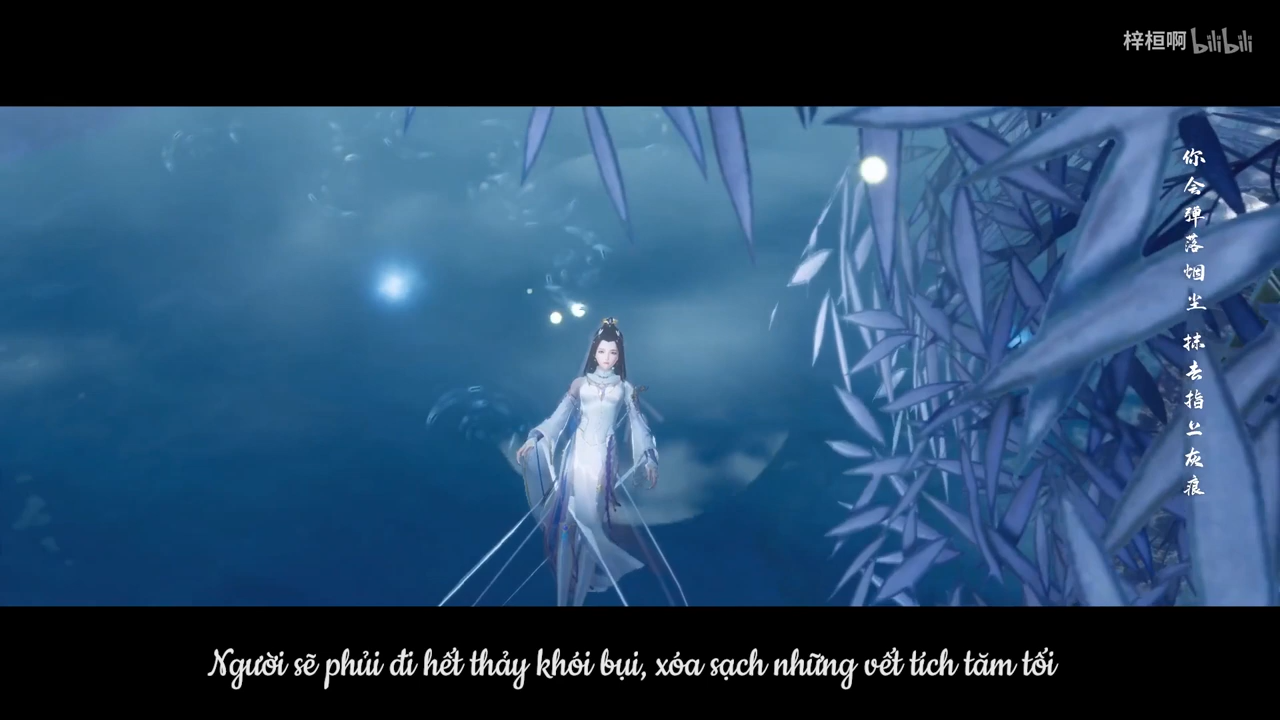 梓桓啊 bilibili
你会弹落烟尘 抹去指上灰痕
Người sẽ phủi đi hết thảy khói bụi, xóa sạch những vết tích tăm tối